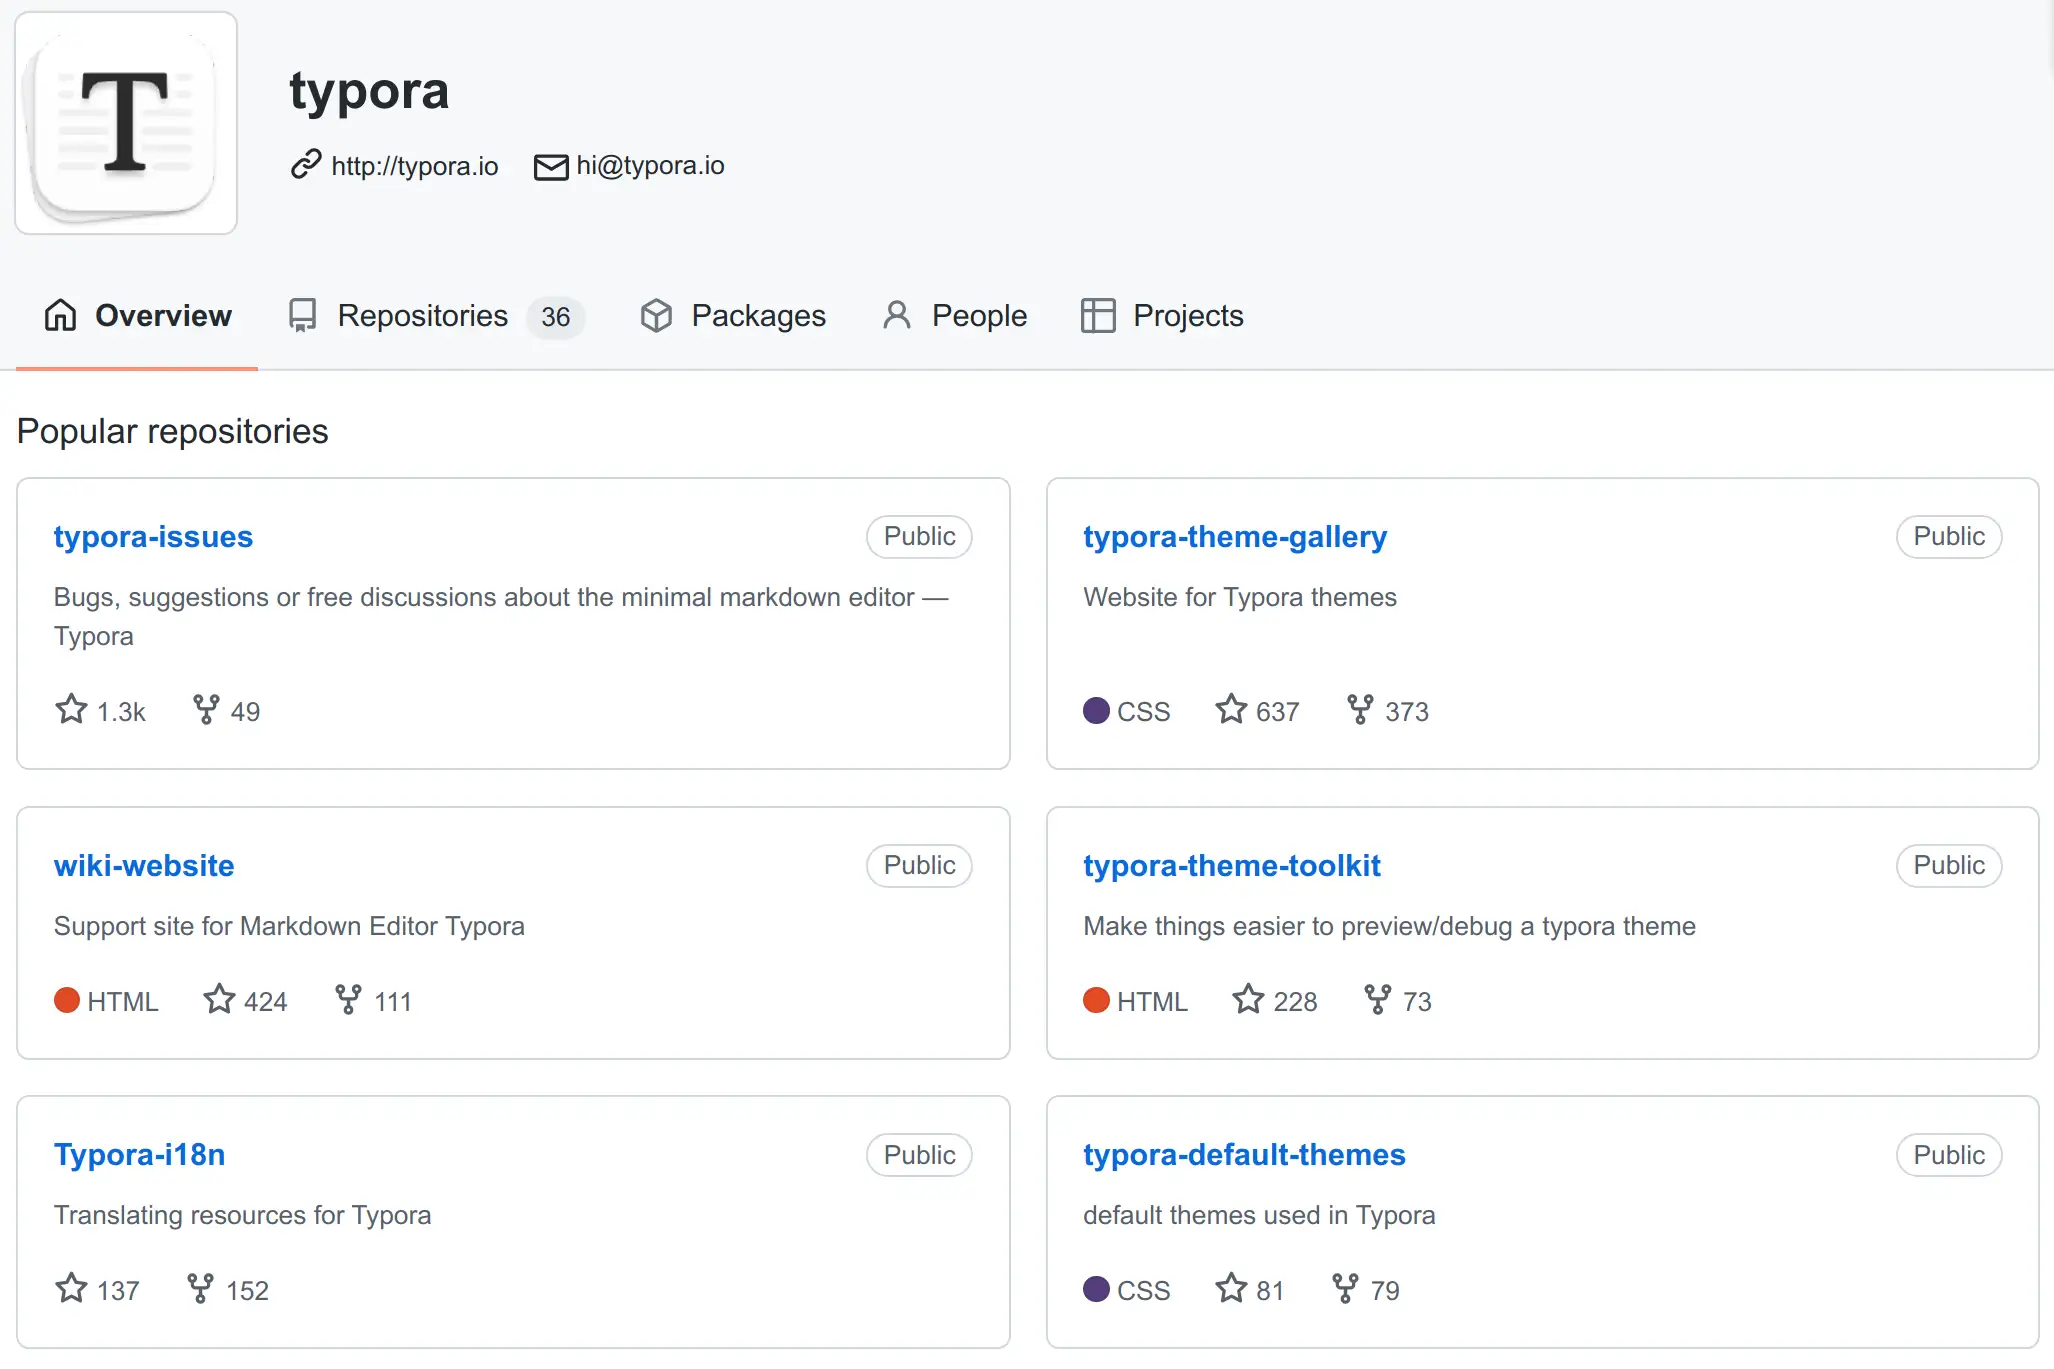 T
typora
http://typora.io hi@typora.io
Overview Repositories 36 Packages People Projects
Popular repositories
typora-issues Public
Bugs, suggestions or free discussions about the minimal markdown editor —
Typora
1.3k 49
typora-theme-gallery Public
Website for Typora themes
CSS 637 373
wiki-website Public
Support site for Markdown Editor Typora
HTML 424 111
typora-theme-toolkit Public
Make things easier to preview/debug a typora theme
HTML 228 73
Typora-i18n Public
Translating resources for Typora
137 152
typora-default-themes Public
default themes used in Typora
CSS 81 79